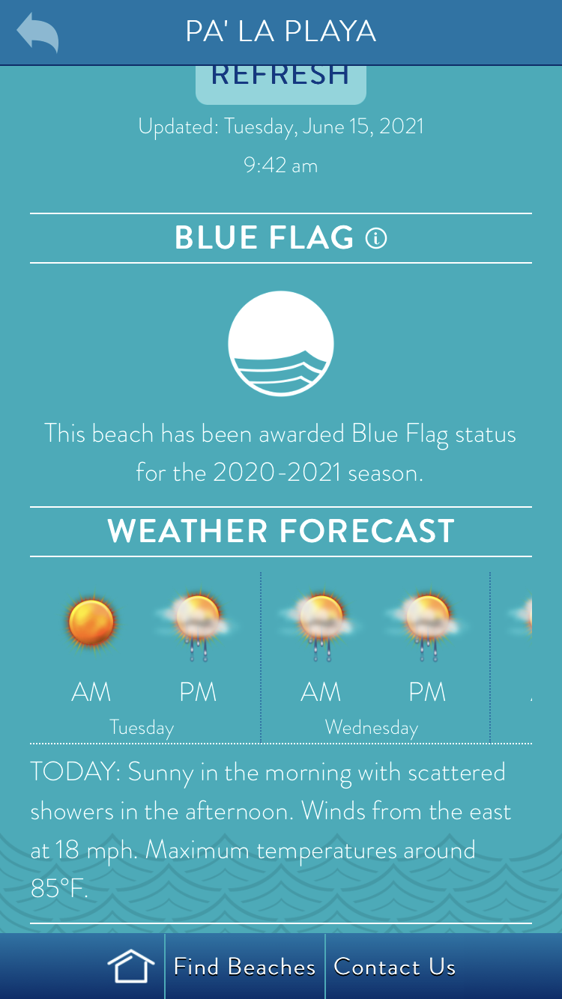 PA' LA PLAYA
REFRESH
Updated: Tuesday, June 15, 2021
9:42 am
BLUE FLAG
This beach has been awarded Blue Flag status
for the 2020-2021 season.
WEATHER FORECAST
AM PM AM PM
Tuesday Wednesday
TODAY: Sunny in the morning with scattered
showers in the afternoon. Winds from the east
at 18 mph. Maximum temperatures around
85°F.
Find Beaches Contact Us